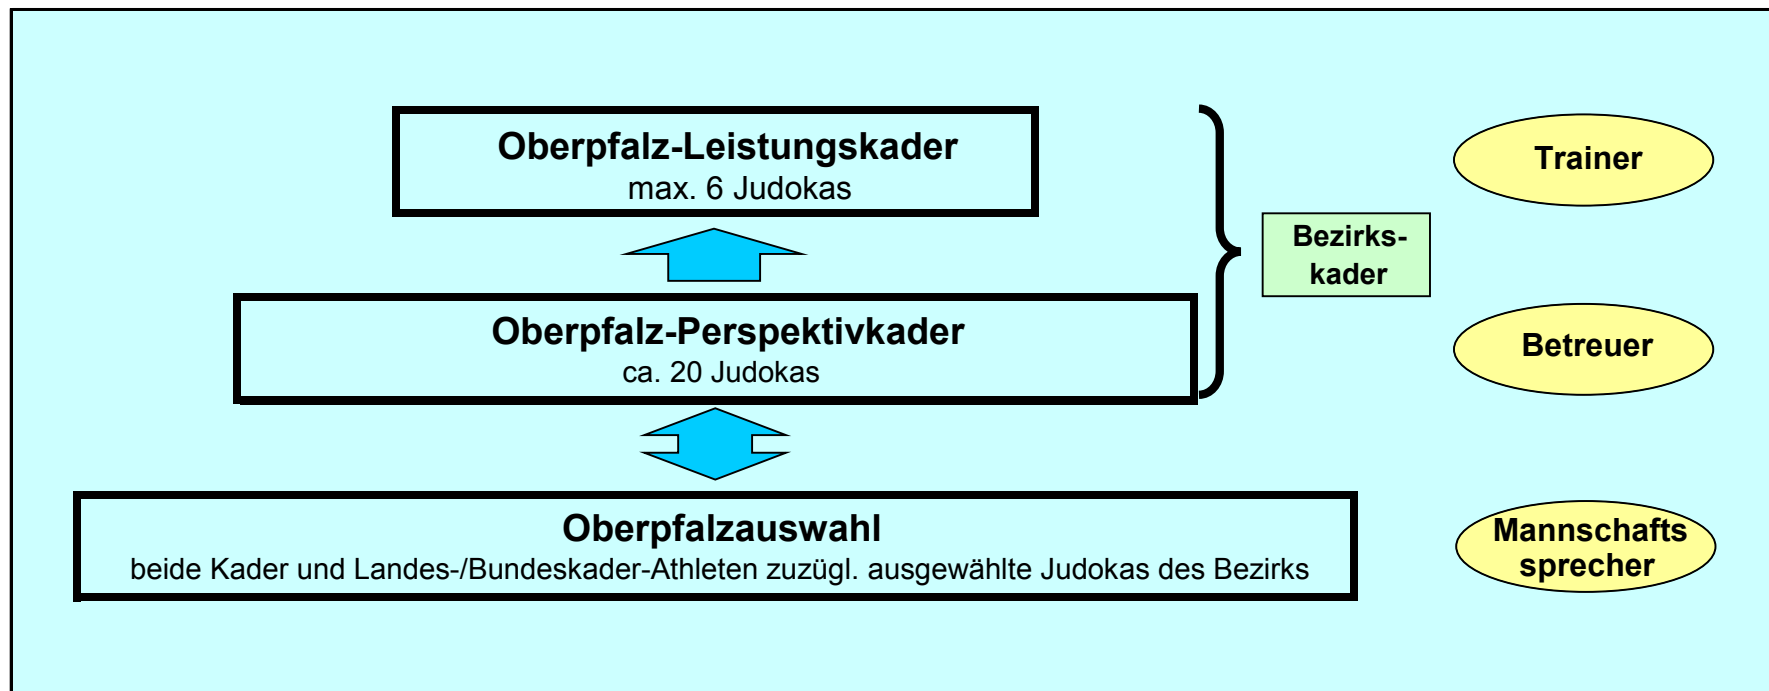 Oberpfalz-Leistungskader
max. 6 Judokas
Trainer
Bezirks-
kader
Oberpfalz-Perspektivkader
ca. 20 Judokas
Betreuer
Oberpfalzauswahl
beide Kader und Landes-/Bundeskader-Athleten zuzügl. ausgewählte Judokas des Bezirks
Mannschafts
sprecher